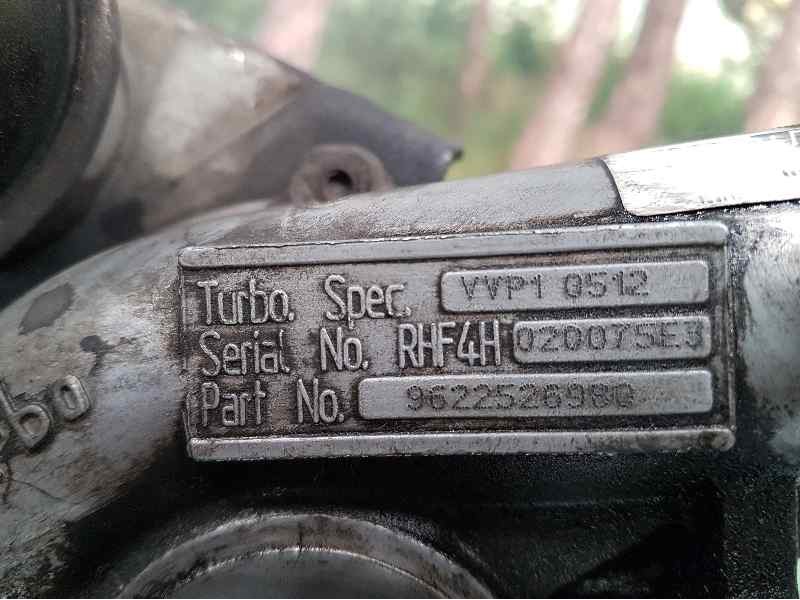 Turbo. Spec. VVP1 0512
Serial No. RHF4H 020075E3
Part No. 9622526980